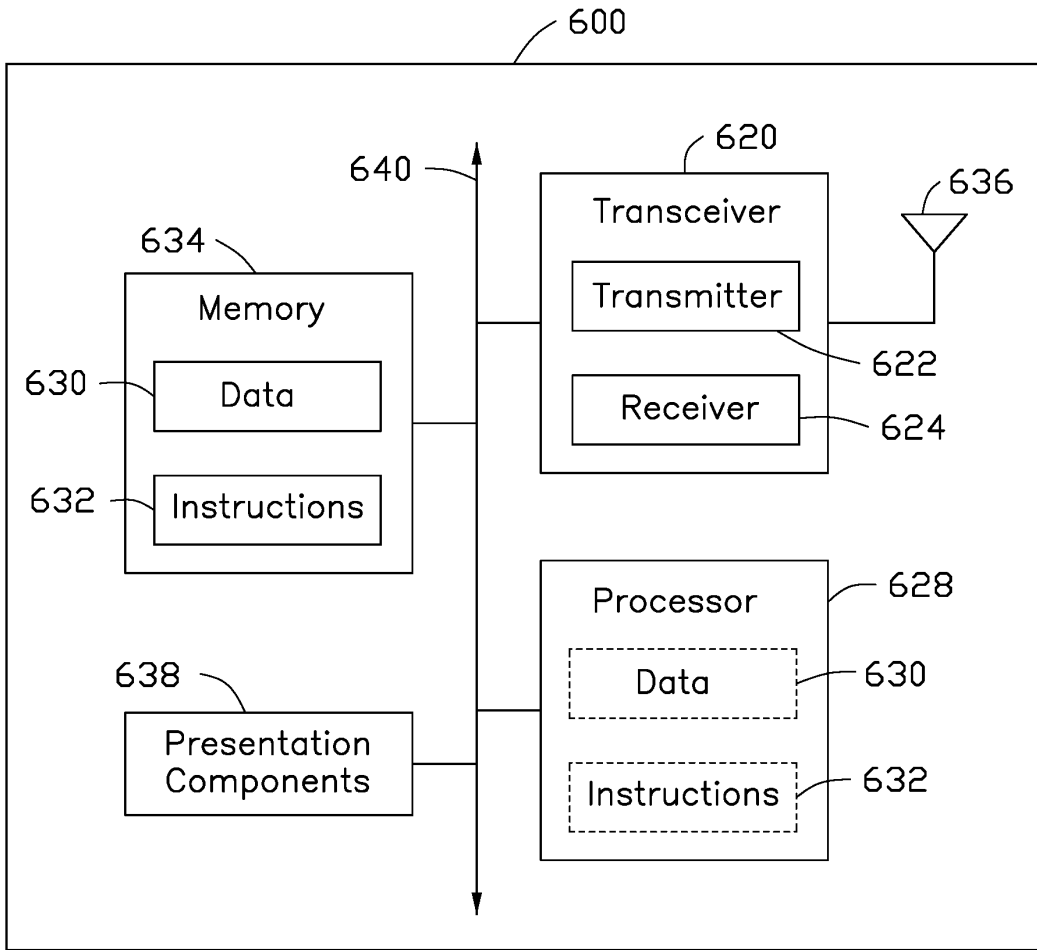 600
640
620
636
Transceiver
634
Memory
Transmitter
622
630
Data
Receiver
624
632
Instructions
Processor
628
638
Data
630
Presentation
Components
Instructions
632